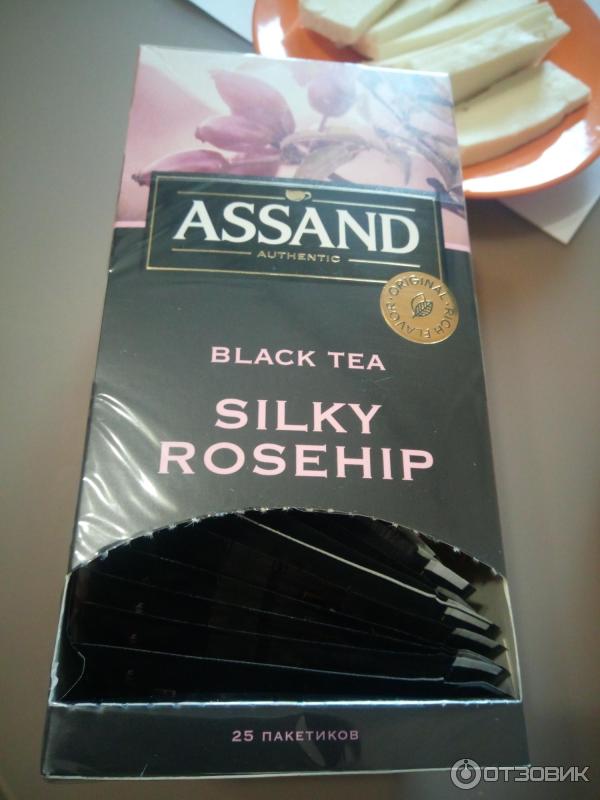 ASSAND
AUTHENTIC
ORIGINAL · RICH FLAVOR ·
BLACK TEA
SILKY
ROSEHIP
25 ПАКЕТИКОВ
ОТЗОВИК